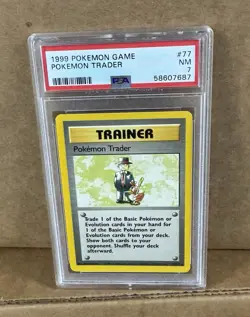 1999 POKEMON GAME #77
POKEMON TRADER NM
7
PSA 58607687
TRAINER
Pokémon Trader
Trade 1 of the Basic Pokémon or
Evolution cards in your hand for
1 of the Basic Pokémon or
Evolution cards from your deck.
Show both cards to your
opponent. Shuffle your deck
afterward.